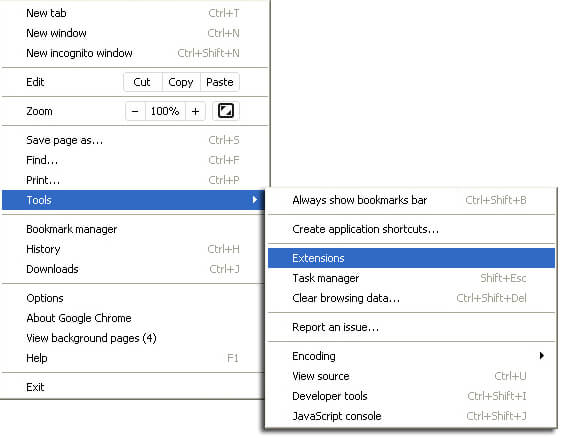 New tab Ctrl+T
New window Ctrl+N
New incognito window Ctrl+Shift+N
Edit Cut Copy Paste
Zoom − 100% +
Save page as... Ctrl+S
Find... Ctrl+F
Print... Ctrl+P
Tools
Bookmark manager
History Ctrl+H
Downloads Ctrl+J
Options
About Google Chrome
View background pages (4)
Help F1
Exit
Always show bookmarks bar Ctrl+Shift+B
Create application shortcuts...
Extensions
Task manager Shift+Esc
Clear browsing data... Ctrl+Shift+Del
Report an issue...
Encoding
View source Ctrl+U
Developer tools Ctrl+Shift+I
JavaScript console Ctrl+Shift+J